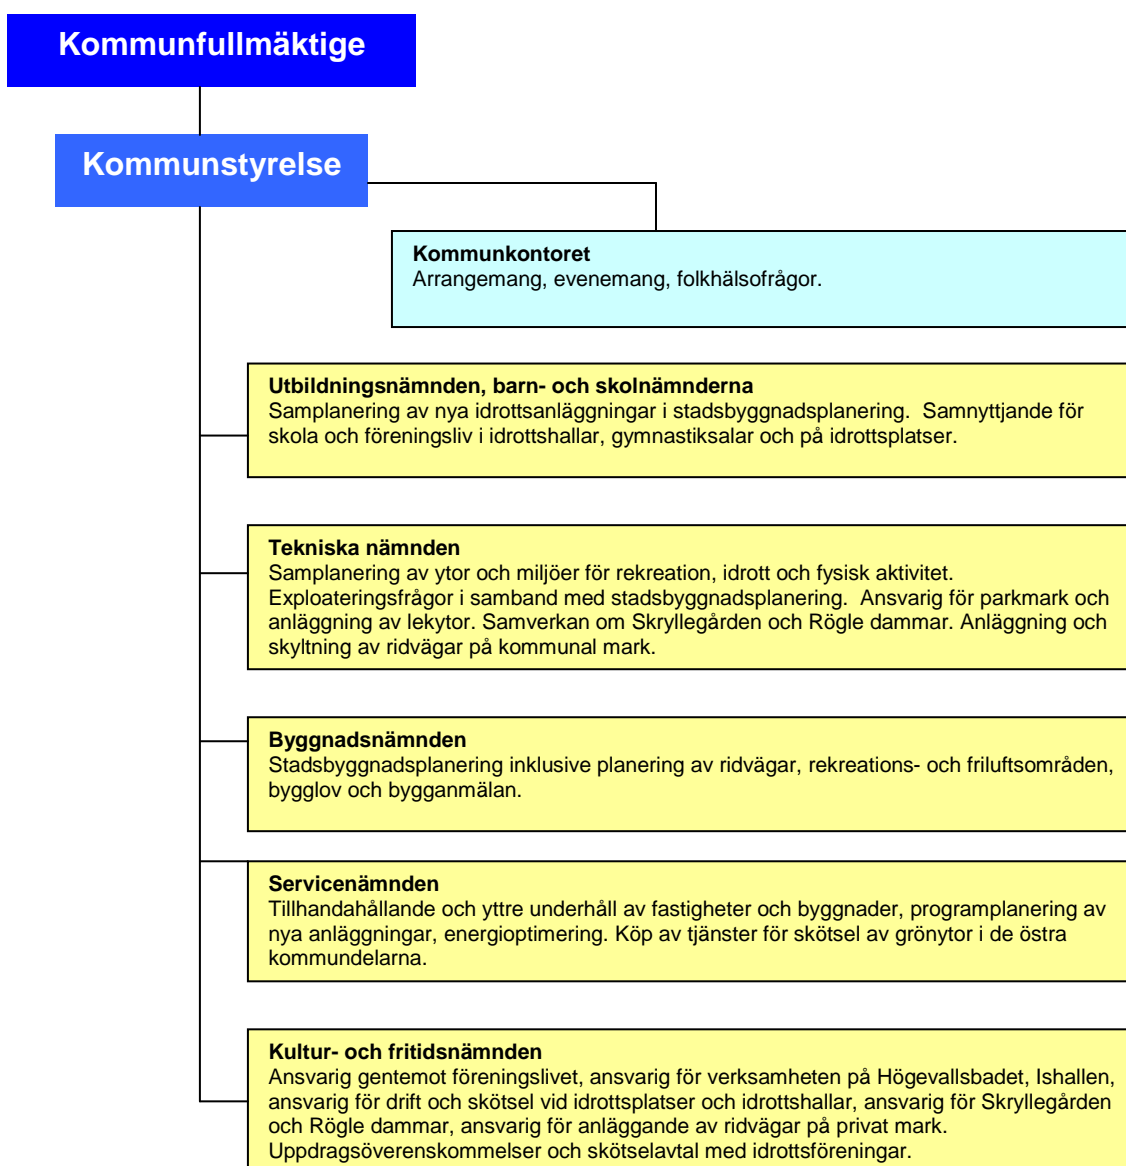 Kommunfullmäktige
Kommunstyrelse
Kommunkontoret
Arrangemang, evenemang, folkhälsofrågor.
Utbildningsnämnden, barn- och skolnämnderna
Samplanering av nya idrottsanläggningar i stadsbyggnadsplanering.  Samnyttjande för
skola och föreningsliv i idrottshallar, gymnastiksalar och på idrottsplatser.
Tekniska nämnden
Samplanering av ytor och miljöer för rekreation, idrott och fysisk aktivitet.
Exploateringsfrågor i samband med stadsbyggnadsplanering.  Ansvarig för parkmark och
anläggning av lekytor. Samverkan om Skryllegården och Rögle dammar. Anläggning och
skyltning av ridvägar på kommunal mark.
Byggnadsnämnden
Stadsbyggnadsplanering inklusive planering av ridvägar, rekreations- och friluftsområden,
bygglov och bygganmälan.
Servicenämnden
Tillhandahållande och yttre underhåll av fastigheter och byggnader, programplanering av
nya anläggningar, energioptimering. Köp av tjänster för skötsel av grönytor i de östra
kommundelarna.
Kultur- och fritidsnämnden
Ansvarig gentemot föreningslivet, ansvarig för verksamheten på Högevallsbadet, Ishallen,
ansvarig för drift och skötsel vid idrottsplatser och idrottshallar, ansvarig för Skryllegården
och Rögle dammar, ansvarig för anläggande av ridvägar på privat mark.
Uppdragsöverenskommelser och skötselavtal med idrottsföreningar.